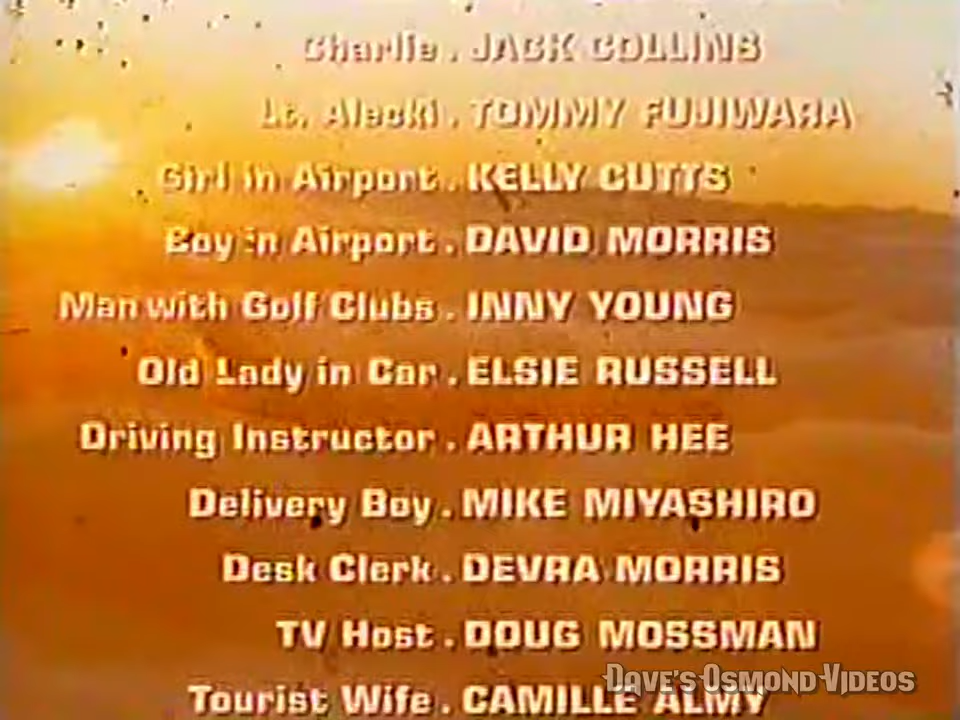 Charlie . JACK COLLINS
Lt. Alecki . TOMMY FUJIWARA
Girl in Airport . KELLY CUTTS
Boy in Airport . DAVID MORRIS
Man with Golf Clubs . INNY YOUNG
Old Lady in Car . ELSIE RUSSELL
Driving Instructor . ARTHUR HEE
Delivery Boy . MIKE MIYASHIRO
Desk Clerk . DEVRA MORRIS
TV Host . DOUG MOSSMAN
Tourist Wife . CAMILLE ALMY
DAVE'S OSMOND VIDEOS